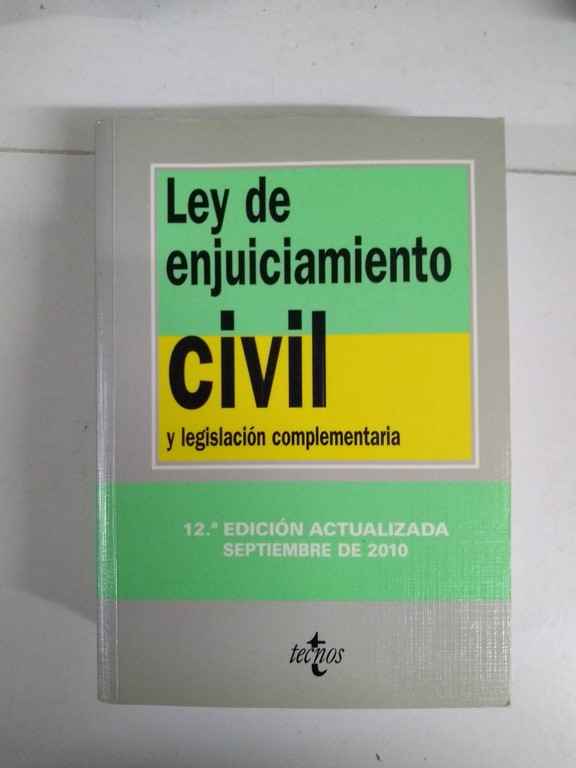 Ley de
enjuiciamiento
civil
y legislación complementaria
12.ª EDICIÓN ACTUALIZADA
SEPTIEMBRE DE 2010
tecnos